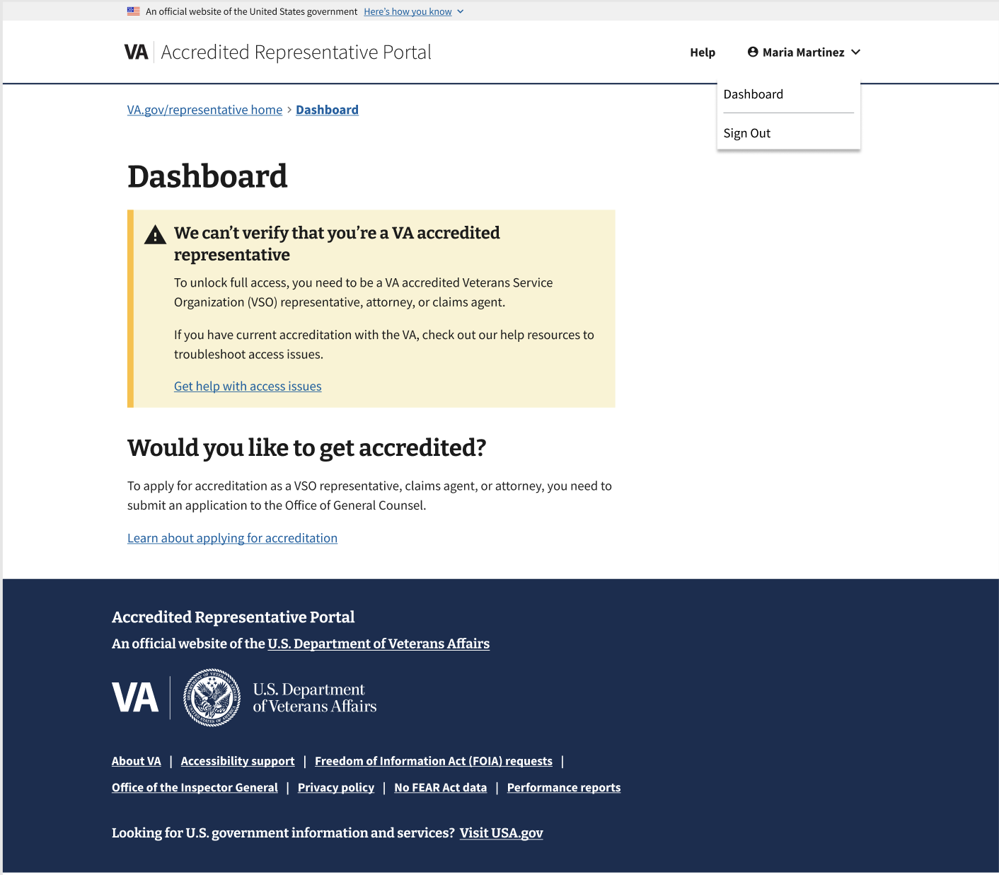 An official website of the United States government Here's how you know
VA Accredited Representative Portal
Help Maria Martinez
Dashboard
Sign Out
VA.gov/representative home › Dashboard
Dashboard
We can't verify that you're a VA accredited
representative
To unlock full access, you need to be a VA accredited Veterans Service
Organization (VSO) representative, attorney, or claims agent.
If you have current accreditation with the VA, check out our help resources to
troubleshoot access issues.
Get help with access issues
Would you like to get accredited?
To apply for accreditation as a VSO representative, claims agent, or attorney, you need to
submit an application to the Office of General Counsel.
Learn about applying for accreditation
Accredited Representative Portal
An official website of the U.S. Department of Veterans Affairs
VA
DEPARTMENT OF VETERANS AFFAIRS
UNITED STATES OF AMERICA
U.S. Department
of Veterans Affairs
About VA | Accessibility support | Freedom of Information Act (FOIA) requests |
Office of the Inspector General | Privacy policy | No FEAR Act data | Performance reports
Looking for U.S. government information and services? Visit USA.gov